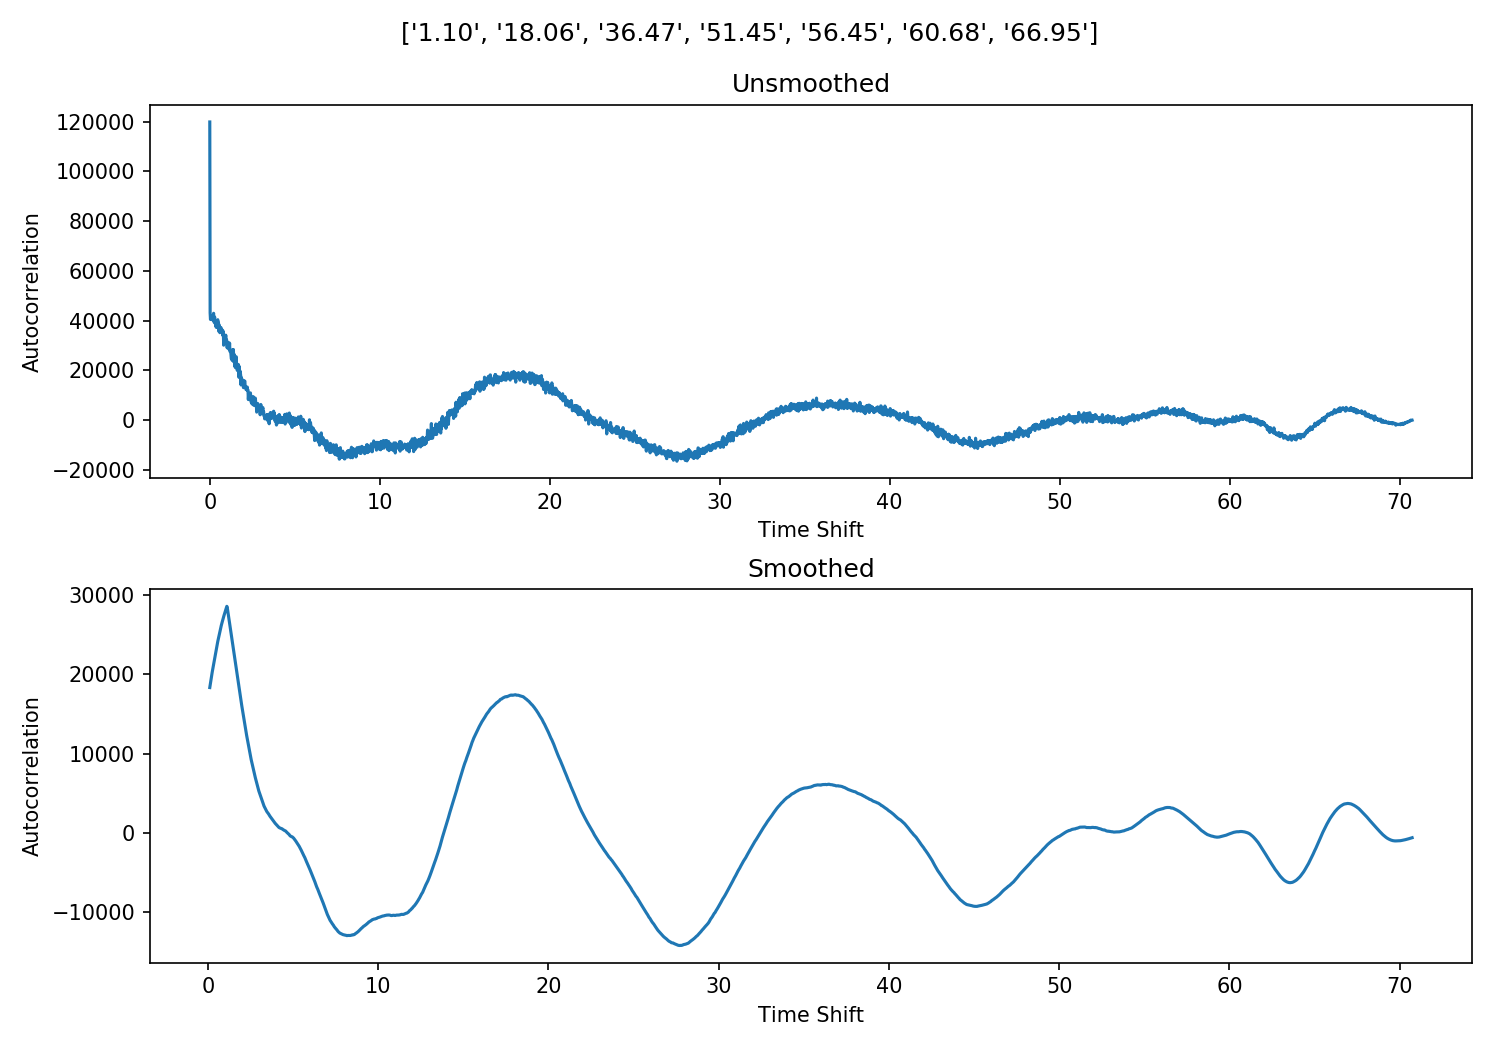 ['1.10', '18.06', '36.47', '51.45', '56.45', '60.68', '66.95']
Unsmoothed
120000
100000
80000
60000
40000
20000
0
−20000
Autocorrelation
0 10 20 30 40 50 60 70
Time Shift
Smoothed
30000
20000
10000
0
−10000
Autocorrelation
0 10 20 30 40 50 60 70
Time Shift